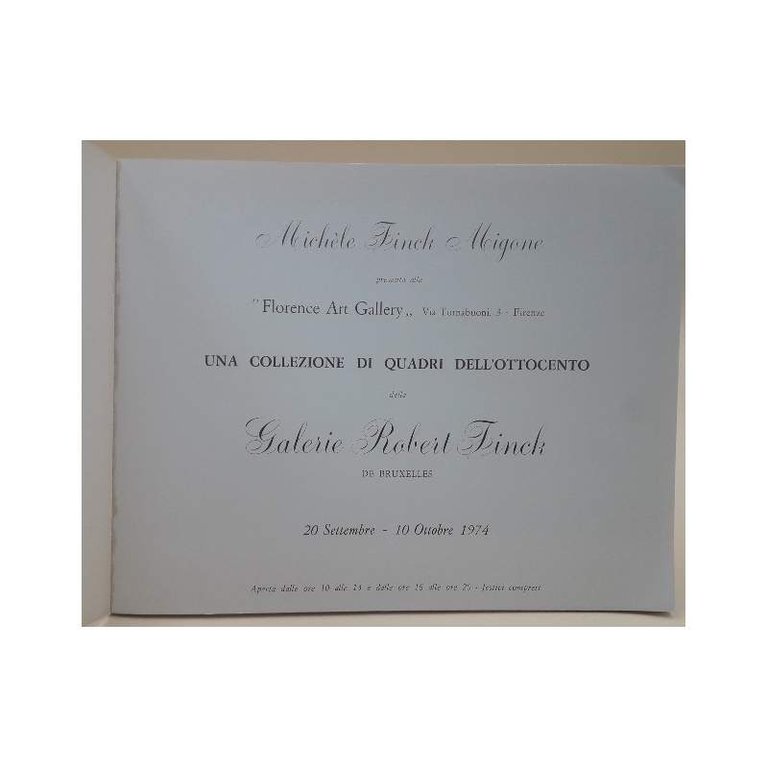 Michèle Finck Migone
presenta alla
"Florence Art Gallery„ Via Tornabuoni, 3 - Firenze
UNA COLLEZIONE DI QUADRI DELL'OTTOCENTO
della
Galerie Robert Finck
DE BRUXELLES
20 Settembre - 10 Ottobre 1974
Aperta dalle ore 10 alle 13 e dalle ore 16 alle ore - festivi compresi